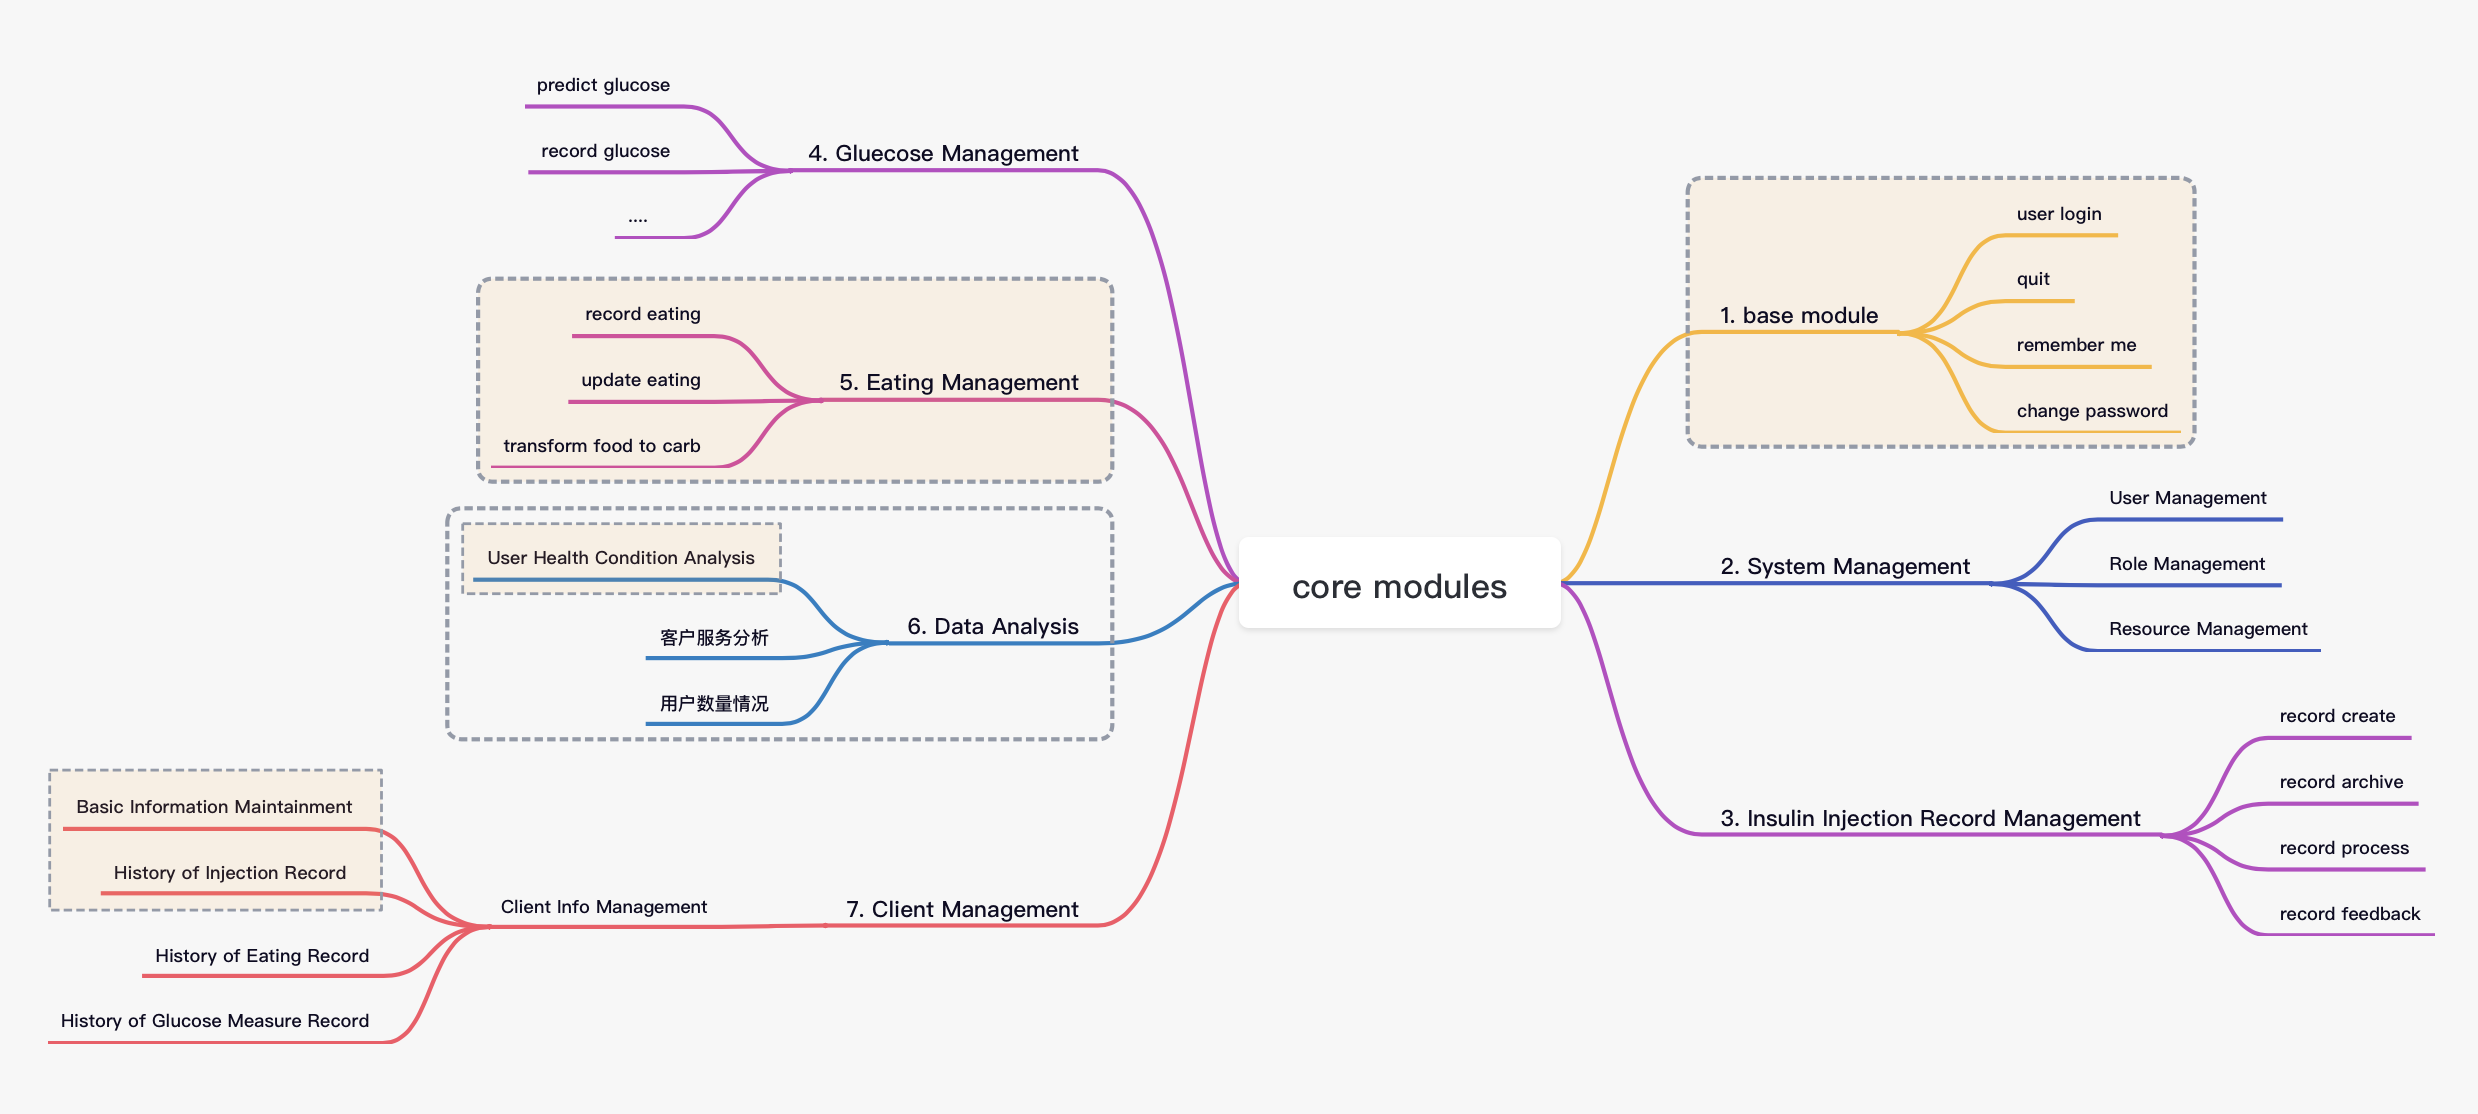 core modules
1. base module
user login
quit
remember me
change password
2. System Management
User Management
Role Management
Resource Management
3. Insulin Injection Record Management
record create
record archive
record process
record feedback
4. Gluecose Management
predict glucose
record glucose
....
5. Eating Management
record eating
update eating
transform food to carb
6. Data Analysis
User Health Condition Analysis
客户服务分析
用户数量情况
7. Client Management
Client Info Management
Basic Information Maintainment
History of Injection Record
History of Eating Record
History of Glucose Measure Record